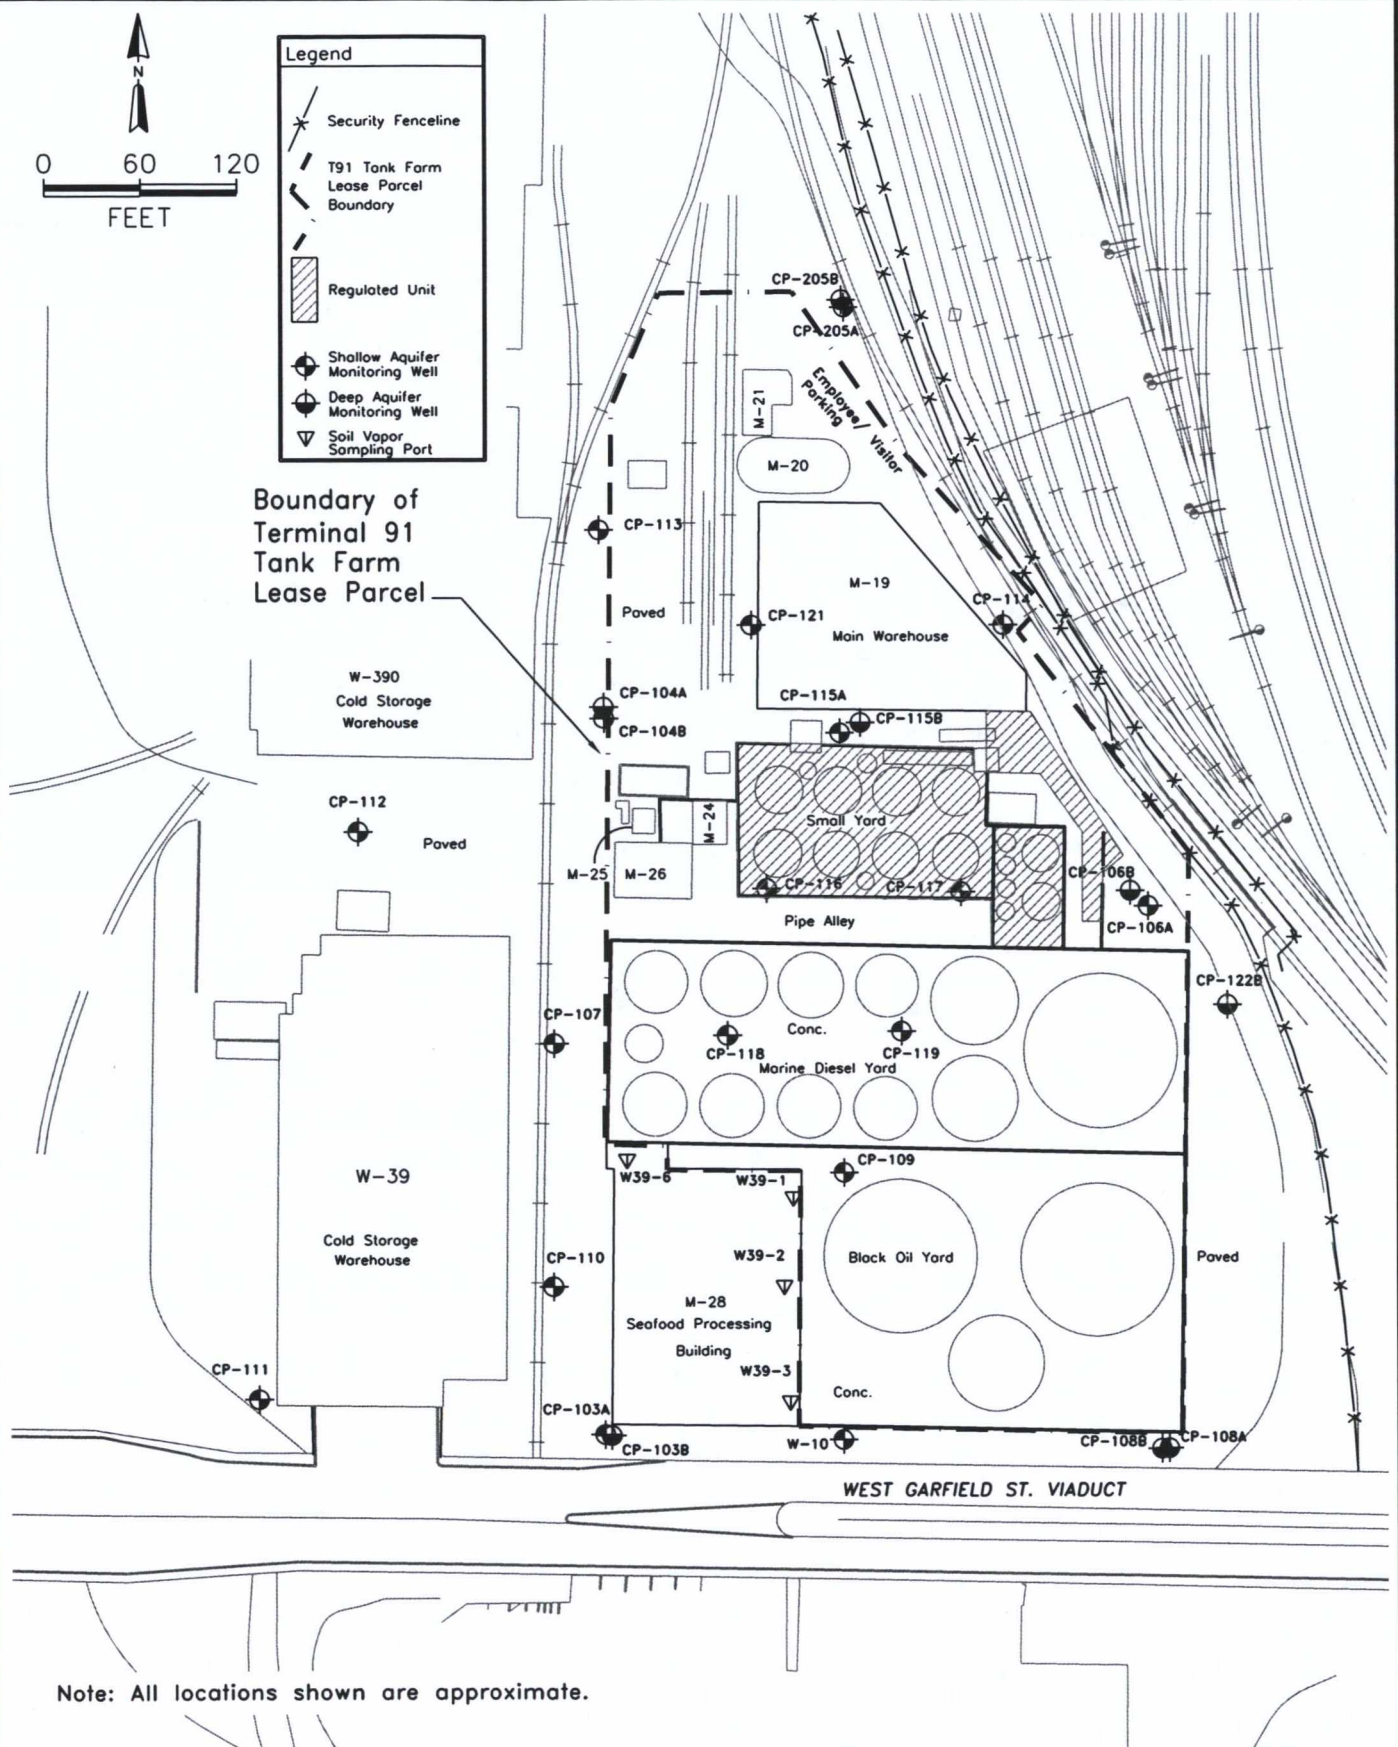 N
0 60 120
FEET
Legend
Security Fenceline
T91 Tank Farm
Lease Parcel
Boundary
Regulated Unit
Shallow Aquifer
Monitoring Well
Deep Aquifer
Monitoring Well
Soil Vapor
Sampling Port
Boundary of
Terminal 91
Tank Farm
Lease Parcel
CP-205B
CP-205A
Employee/ Visitor
Parking
M-21
M-20
CP-113
M-19
Main Warehouse
Paved
CP-121
CP-114
W-390
Cold Storage
Warehouse
CP-104A
CP-104B
CP-115A
CP-115B
CP-112
Paved
M-24
Small Yard
M-25
M-26
CP-116
CP-117
CP-106B
CP-106A
Pipe Alley
CP-122B
CP-107
Conc.
CP-118
CP-119
Marine Diesel Yard
W-39
Cold Storage
Warehouse
W39-6
W39-1
CP-109
W39-2
Black Oil Yard
Paved
CP-110
M-28
Seafood Processing
Building
W39-3
Conc.
CP-111
CP-103A
CP-103B
W-10
CP-108B
CP-108A
WEST GARFIELD ST. VIADUCT
Note: All locations shown are approximate.